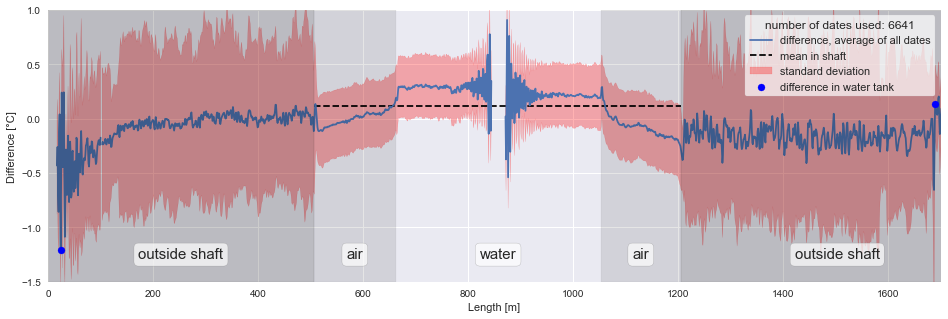 number of dates used: 6641
difference, average of all dates
mean in shaft
standard deviation
difference in water tank
1.0
0.5
0.0
−0.5
−1.0
−1.5
Difference [°C]
outside shaft
air
water
air
outside shaft
0 200 400 600 800 1000 1200 1400 1600
Length [m]